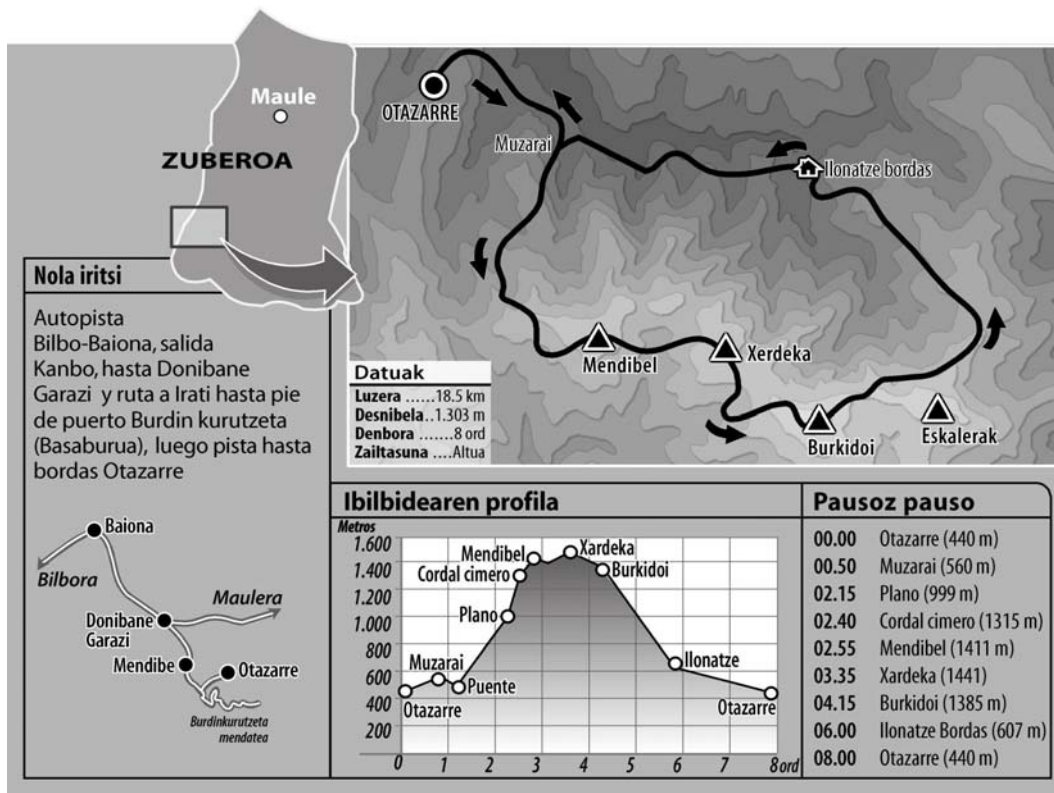 Maule
ZUBEROA
OTAZARRE
Muzarai
Ilonatze bordas
Mendibel
Xerdeka
Burkidoi
Eskalerak
Datuak
Luzera ......18.5 km
Desnibela..1.303 m
Denbora .......8 ord
Zailtasuna ....Altua
Nola iritsi
Autopista
Bilbo-Baiona, salida
Kanbo, hasta Donibane
Garazi y ruta a Irati hasta pie
de puerto Burdin kurutzeta
(Basaburua), luego pista hasta
bordas Otazarre
Baiona
Bilbora
Maulera
Donibane
Garazi
Mendibe
Otazarre
Burdinkurutzeta
mendatea
Ibilbidearen profila
Metros
1.600
1.400
1.200
1.000
800
600
400
200
0 1 2 3 4 5 6 7 8 ord
Otazarre
Muzarai
Puente
Plano
Cordal cimero
Mendibel
Xardeka
Burkidoi
Ilonatze
Otazarre
Pausoz pauso
00.00 Otazarre (440 m)
00.50 Muzarai (560 m)
02.15 Plano (999 m)
02.40 Cordal cimero (1315 m)
02.55 Mendibel (1411 m)
03.35 Xardeka (1441)
04.15 Burkidoi (1385 m)
06.00 Ilonatze Bordas (607 m)
08.00 Otazarre (440 m)